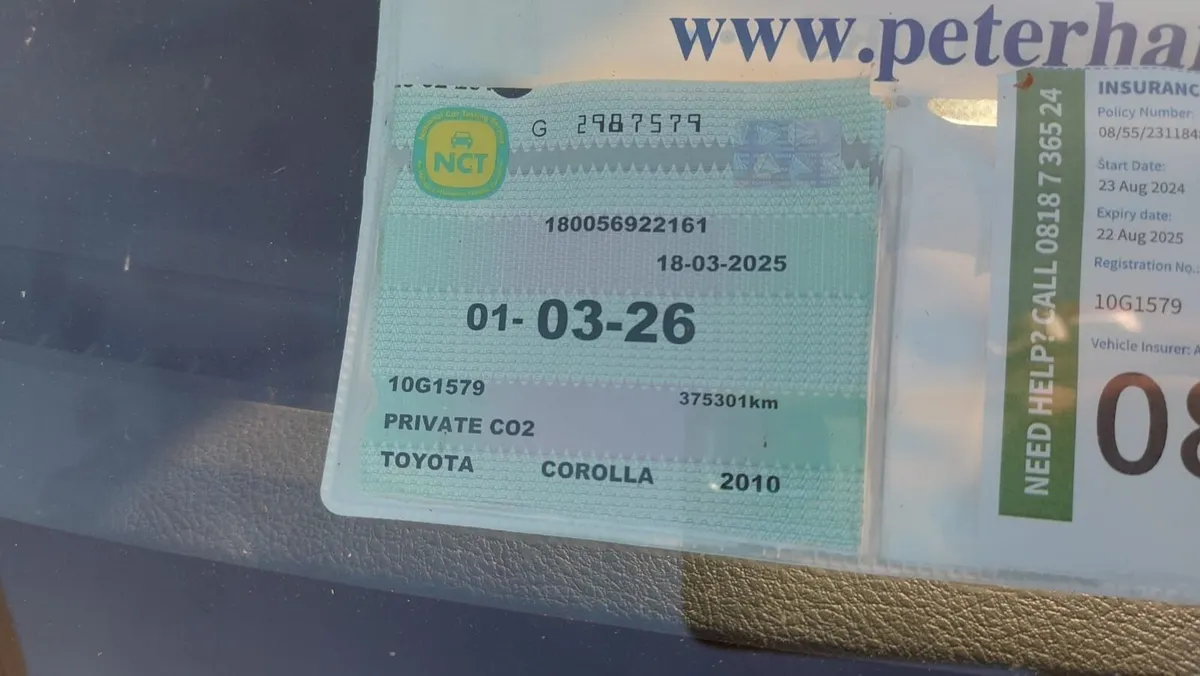 www.peterha
NCT
G 2987579
180056922161
18-03-2025
01-03-26
10G1579 375301km
PRIVATE CO2
TOYOTA COROLLA 2010
NEED HELP? CALL 0818 7 365 24
INSURANC
Policy Number
08/55/231184
Start Date:
23 Aug 2024
Expiry date:
22 Aug 2025
Registration No.:
10G1579
Vehicle Insurer: A
08